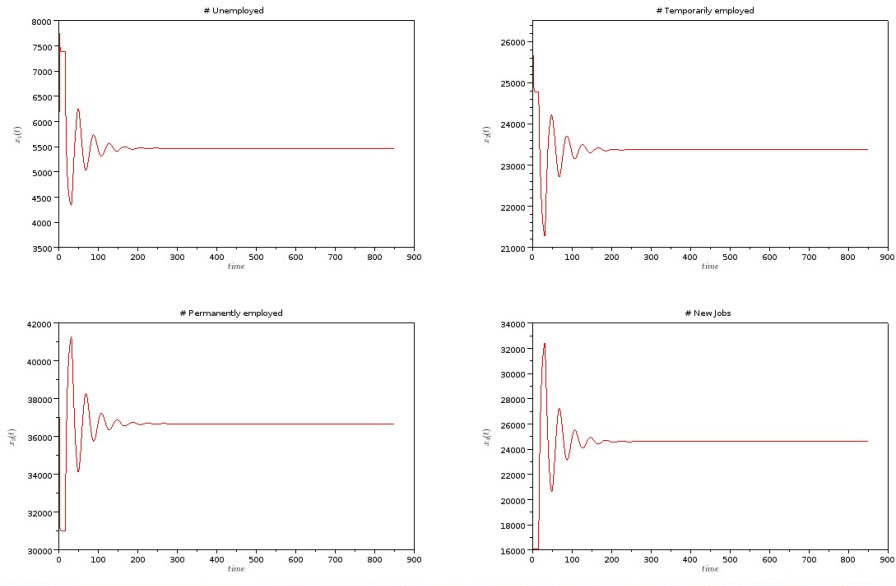 # Unemployed
8000
7500
7000
6500
6000
5500
5000
4500
4000
3500
x₁(t)
0 100 200 300 400 500 600 700 800 900
time
# Temporarily employed
26000
25000
24000
23000
22000
21000
x₂(t)
0 100 200 300 400 500 600 700 800 900
time
# Permanently employed
42000
40000
38000
36000
34000
32000
30000
x₃(t)
0 100 200 300 400 500 600 700 800 900
time
# New Jobs
34000
32000
30000
28000
26000
24000
22000
20000
18000
16000
x₄(t)
0 100 200 300 400 500 600 700 800 900
time